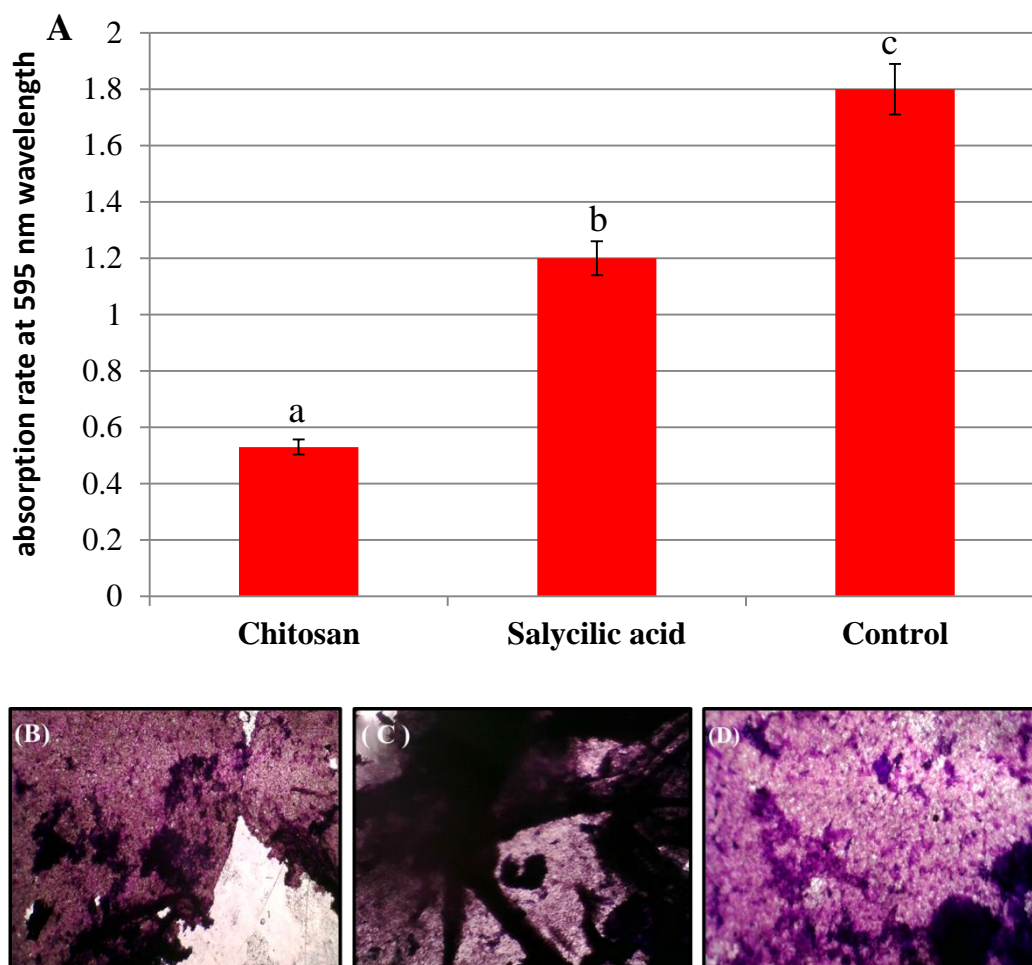 A
absorption rate at 595 nm wavelength
2
1.8
1.6
1.4
1.2
1
0.8
0.6
0.4
0.2
0
a
b
c
Chitosan
Salycilic acid
Control
(B)
( C )
(D)